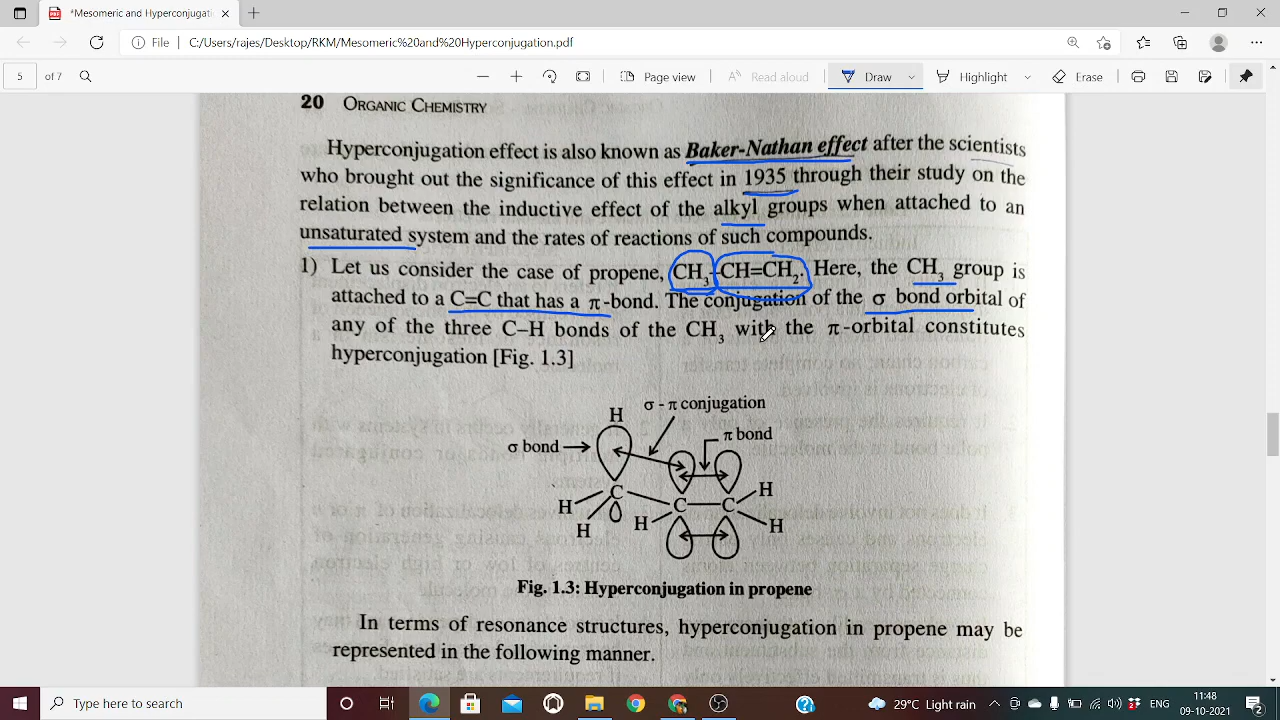 Mesomeric and Hyperconjugation
File C:/Users/rajes/Desktop/RKM/Mesomeric%20and%20Hyperconjugation.pdf
5 of 7 Page view Read aloud Draw Highlight Erase
20 ORGANIC CHEMISTRY
Hyperconjugation effect is also known as Baker-Nathan effect after the scientists
who brought out the significance of this effect in 1935 through their study on the
relation between the inductive effect of the alkyl groups when attached to an
unsaturated system and the rates of reactions of such compounds.
1) Let us consider the case of propene, CH₃-CH=CH₂. Here, the CH₃ group is
attached to a C=C that has a π-bond. The conjugation of the σ bond orbital of
any of the three C–H bonds of the CH₃ with the π-orbital constitutes
hyperconjugation [Fig. 1.3]
σ - π conjugation
H
π bond
σ bond
H
C
H
C
C
H
H
H
Fig. 1.3: Hyperconjugation in propene
In terms of resonance structures, hyperconjugation in propene may be
represented in the following manner.
Type here to search
29°C Light rain
ENG
11:48
09-10-2021
2